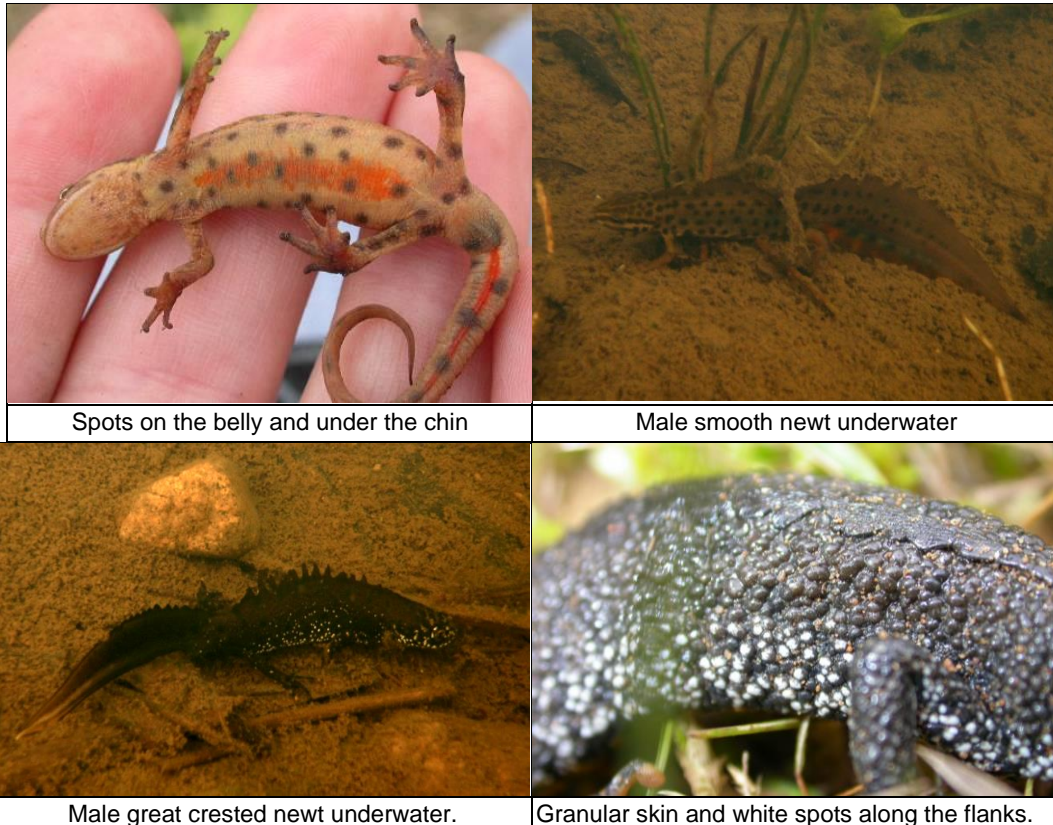 Spots on the belly and under the chin
Male smooth newt underwater
Male great crested newt underwater.
Granular skin and white spots along the flanks.